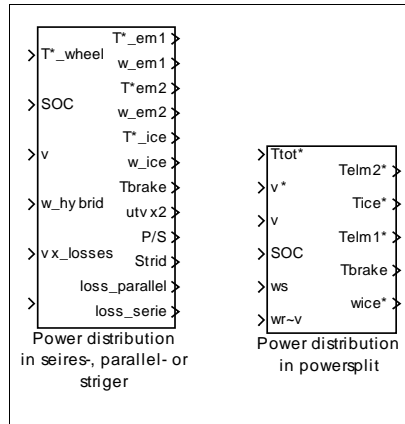 T*_wheel
SOC
v
w_hybrid
vx_losses
T*_em1
w_em1
T*em2
w_em2
T*_ice
w_ice
Tbrake
utvx2
P/S
Strid
loss_parallel
loss_serie
Power distribution
in seires-, parallel- or
striger
Ttot*
v*
v
SOC
ws
wr~v
Telm2*
Tice*
Telm1*
Tbrake
wice*
Power distribution
in powersplit